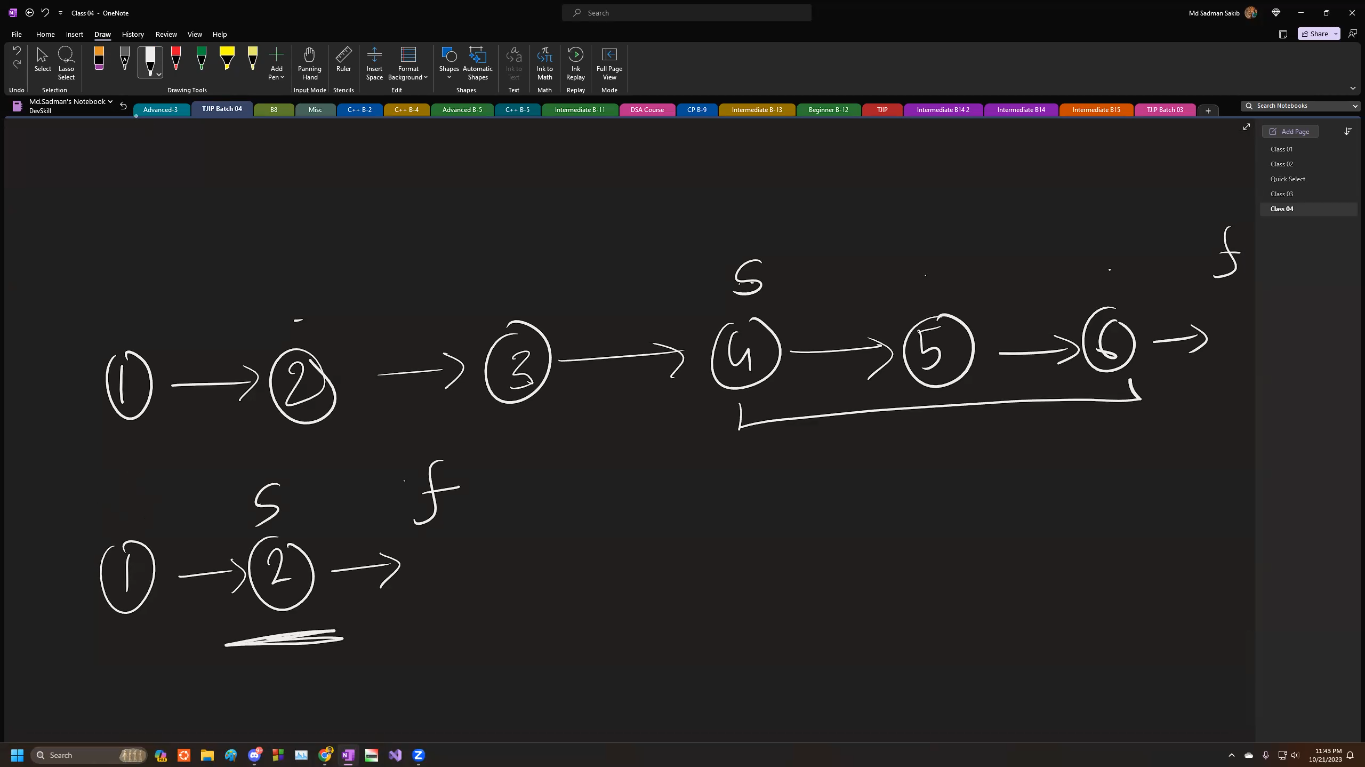 Class 04 - OneNote
Search
Md Sadman Sakib
File Home Insert Draw History Review View Help
Share
Undo
Select
Lasso Select
Selection
Drawing Tools
Add Pen
Panning Hand
Input Mode
Ruler
Stencils
Insert Space
Format Background
Edit
Shapes
Automatic Shapes
Shapes
Ink to Text
Text
Ink to Math
Math
Ink Replay
Replay
Full Page View
Modes
Md.Sadman's Notebook
DevSkill
Advanced-3 TJIP Batch 04 B8 Misc C++ B-2 C++ B-4 Advanced B-5 C++ B-5 Intermediate B-11 DSA Course CP B-9 Intermediate B-13 Beginner B-12 TJIP Intermediate B14.2 Intermediate B14 Intermediate B15 TJIP Batch 03
Search Notebooks
Add Page
Class 01
Class 02
Quick Select
Class 03
Class 04
S f
1 2 3 4 5 6
S f
1 2
Search
11:43 PM
10/21/2023